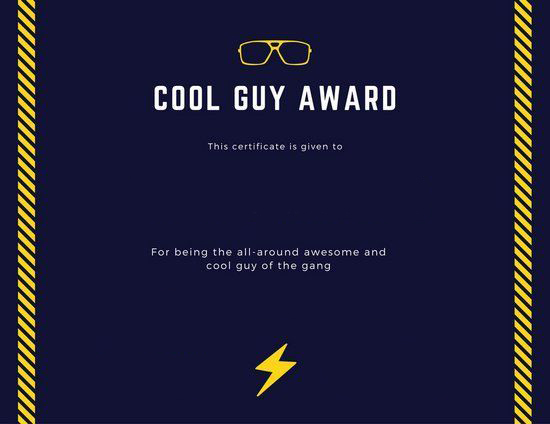 COOL GUY AWARD
This certificate is given to
For being the all-around awesome and
cool guy of the gang